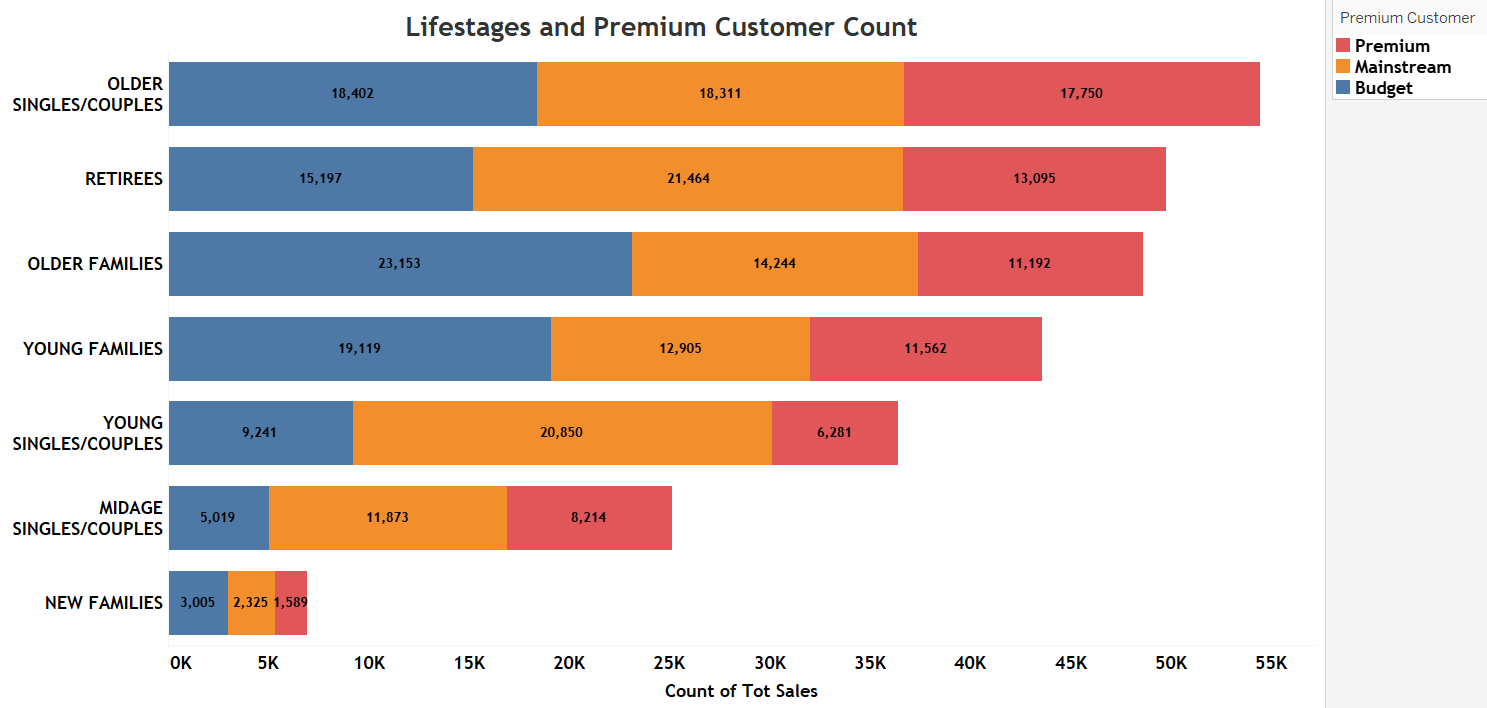 Lifestages and Premium Customer Count
Premium Customer
Premium
Mainstream
Budget
OLDER
SINGLES/COUPLES
18,402 18,311 17,750
RETIREES
15,197 21,464 13,095
OLDER FAMILIES
23,153 14,244 11,192
YOUNG FAMILIES
19,119 12,905 11,562
YOUNG
SINGLES/COUPLES
9,241 20,850 6,281
MIDAGE
SINGLES/COUPLES
5,019 11,873 8,214
NEW FAMILIES
3,005 2,325 1,589
0K 5K 10K 15K 20K 25K 30K 35K 40K 45K 50K 55K
Count of Tot Sales